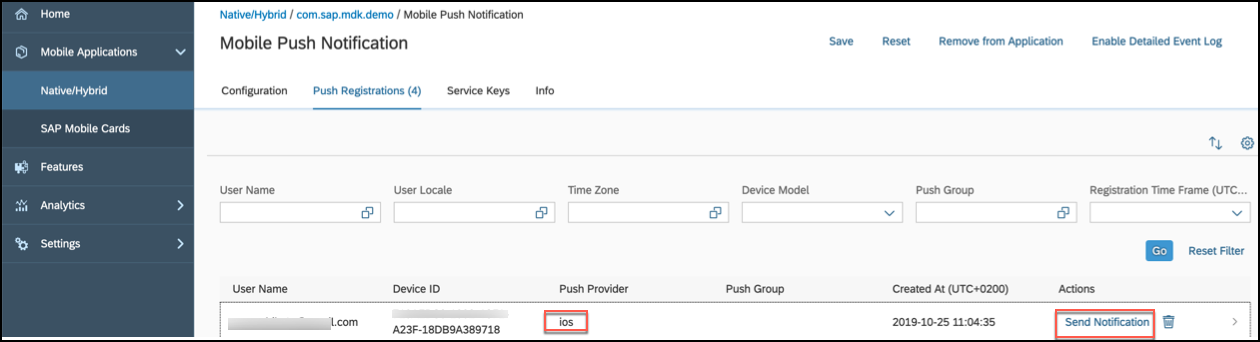 Home
Mobile Applications
Native/Hybrid
SAP Mobile Cards
Features
Analytics
Settings
Native/Hybrid / com.sap.mdk.demo / Mobile Push Notification
Mobile Push Notification
Save Reset Remove from Application Enable Detailed Event Log
Configuration Push Registrations (4) Service Keys Info
User Name User Locale Time Zone Device Model Push Group Registration Time Frame (UTC...
Go Reset Filter
User Name Device ID Push Provider Push Group Created At (UTC+0200) Actions
l.com A23F-18DB9A389718 ios 2019-10-25 11:04:35 Send Notification